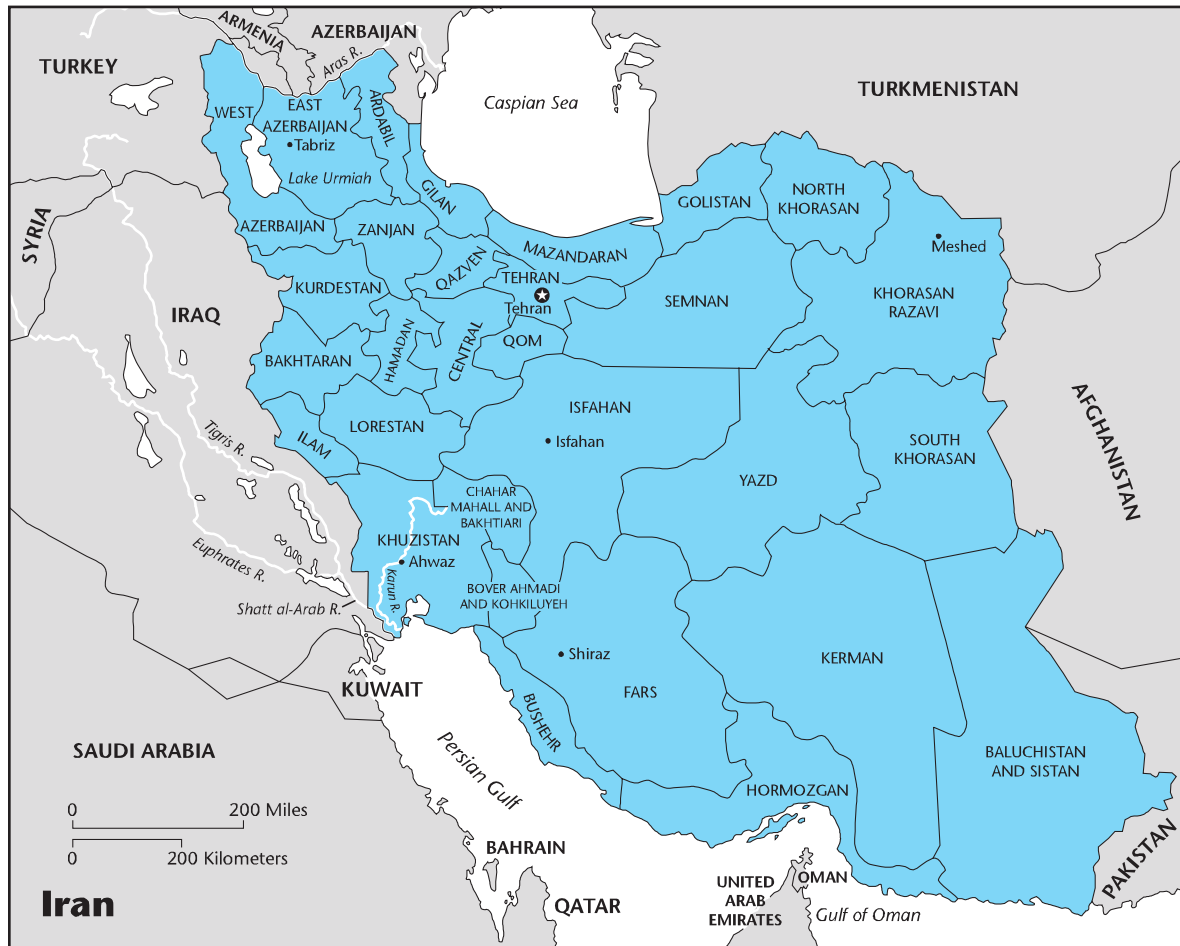 ARMENIA
AZERBAIJAN
TURKEY
Aras R.
Caspian Sea
TURKMENISTAN
WEST
EAST
AZERBAIJAN
Tabriz
ARDABIL
Lake Urmiah
GILAN
AZERBAIJAN
ZANJAN
GOLISTAN
NORTH
KHORASAN
Meshed
SYRIA
MAZANDARAN
QAZVEN
TEHRAN
Tehran
KURDESTAN
SEMNAN
KHORASAN
RAZAVI
IRAQ
HAMADAN
CENTRAL
QOM
BAKHTARAN
AFGHANISTAN
ISFAHAN
Isfahan
LORESTAN
ILAM
Tigris R.
SOUTH
KHORASAN
YAZD
CHAHAR
MAHALL AND
BAKHTIARI
KHUZISTAN
Ahwaz
Euphrates R.
Karun R.
BOVER AHMADI
AND KOHKILUYEH
Shatt al-Arab R.
Shiraz
KERMAN
KUWAIT
FARS
BUSHEHR
SAUDI ARABIA
Persian Gulf
BALUCHISTAN
AND SISTAN
HORMOZGAN
0 200 Miles
0 200 Kilometers
BAHRAIN
PAKISTAN
OMAN
UNITED
ARAB
EMIRATES
QATAR
Gulf of Oman
Iran